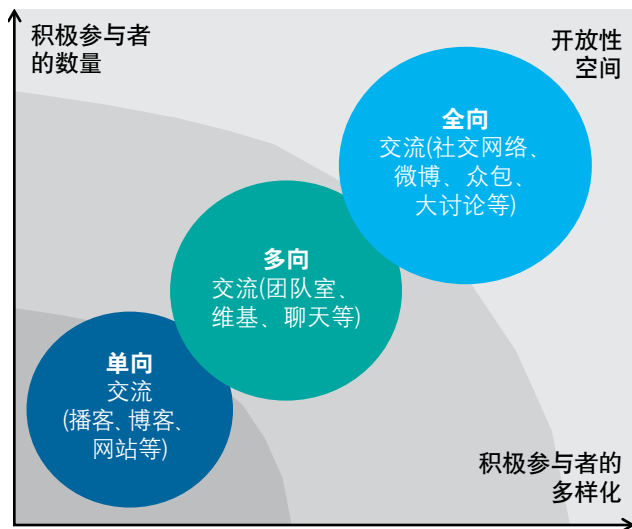 积极参与者
的数量
开放性
空间
全向
交流(社交网络、
微博、众包、
大讨论等)
多向
交流(团队室、
维基、聊天等)
单向
交流
(播客、博客、
网站等)
积极参与者的
多样化